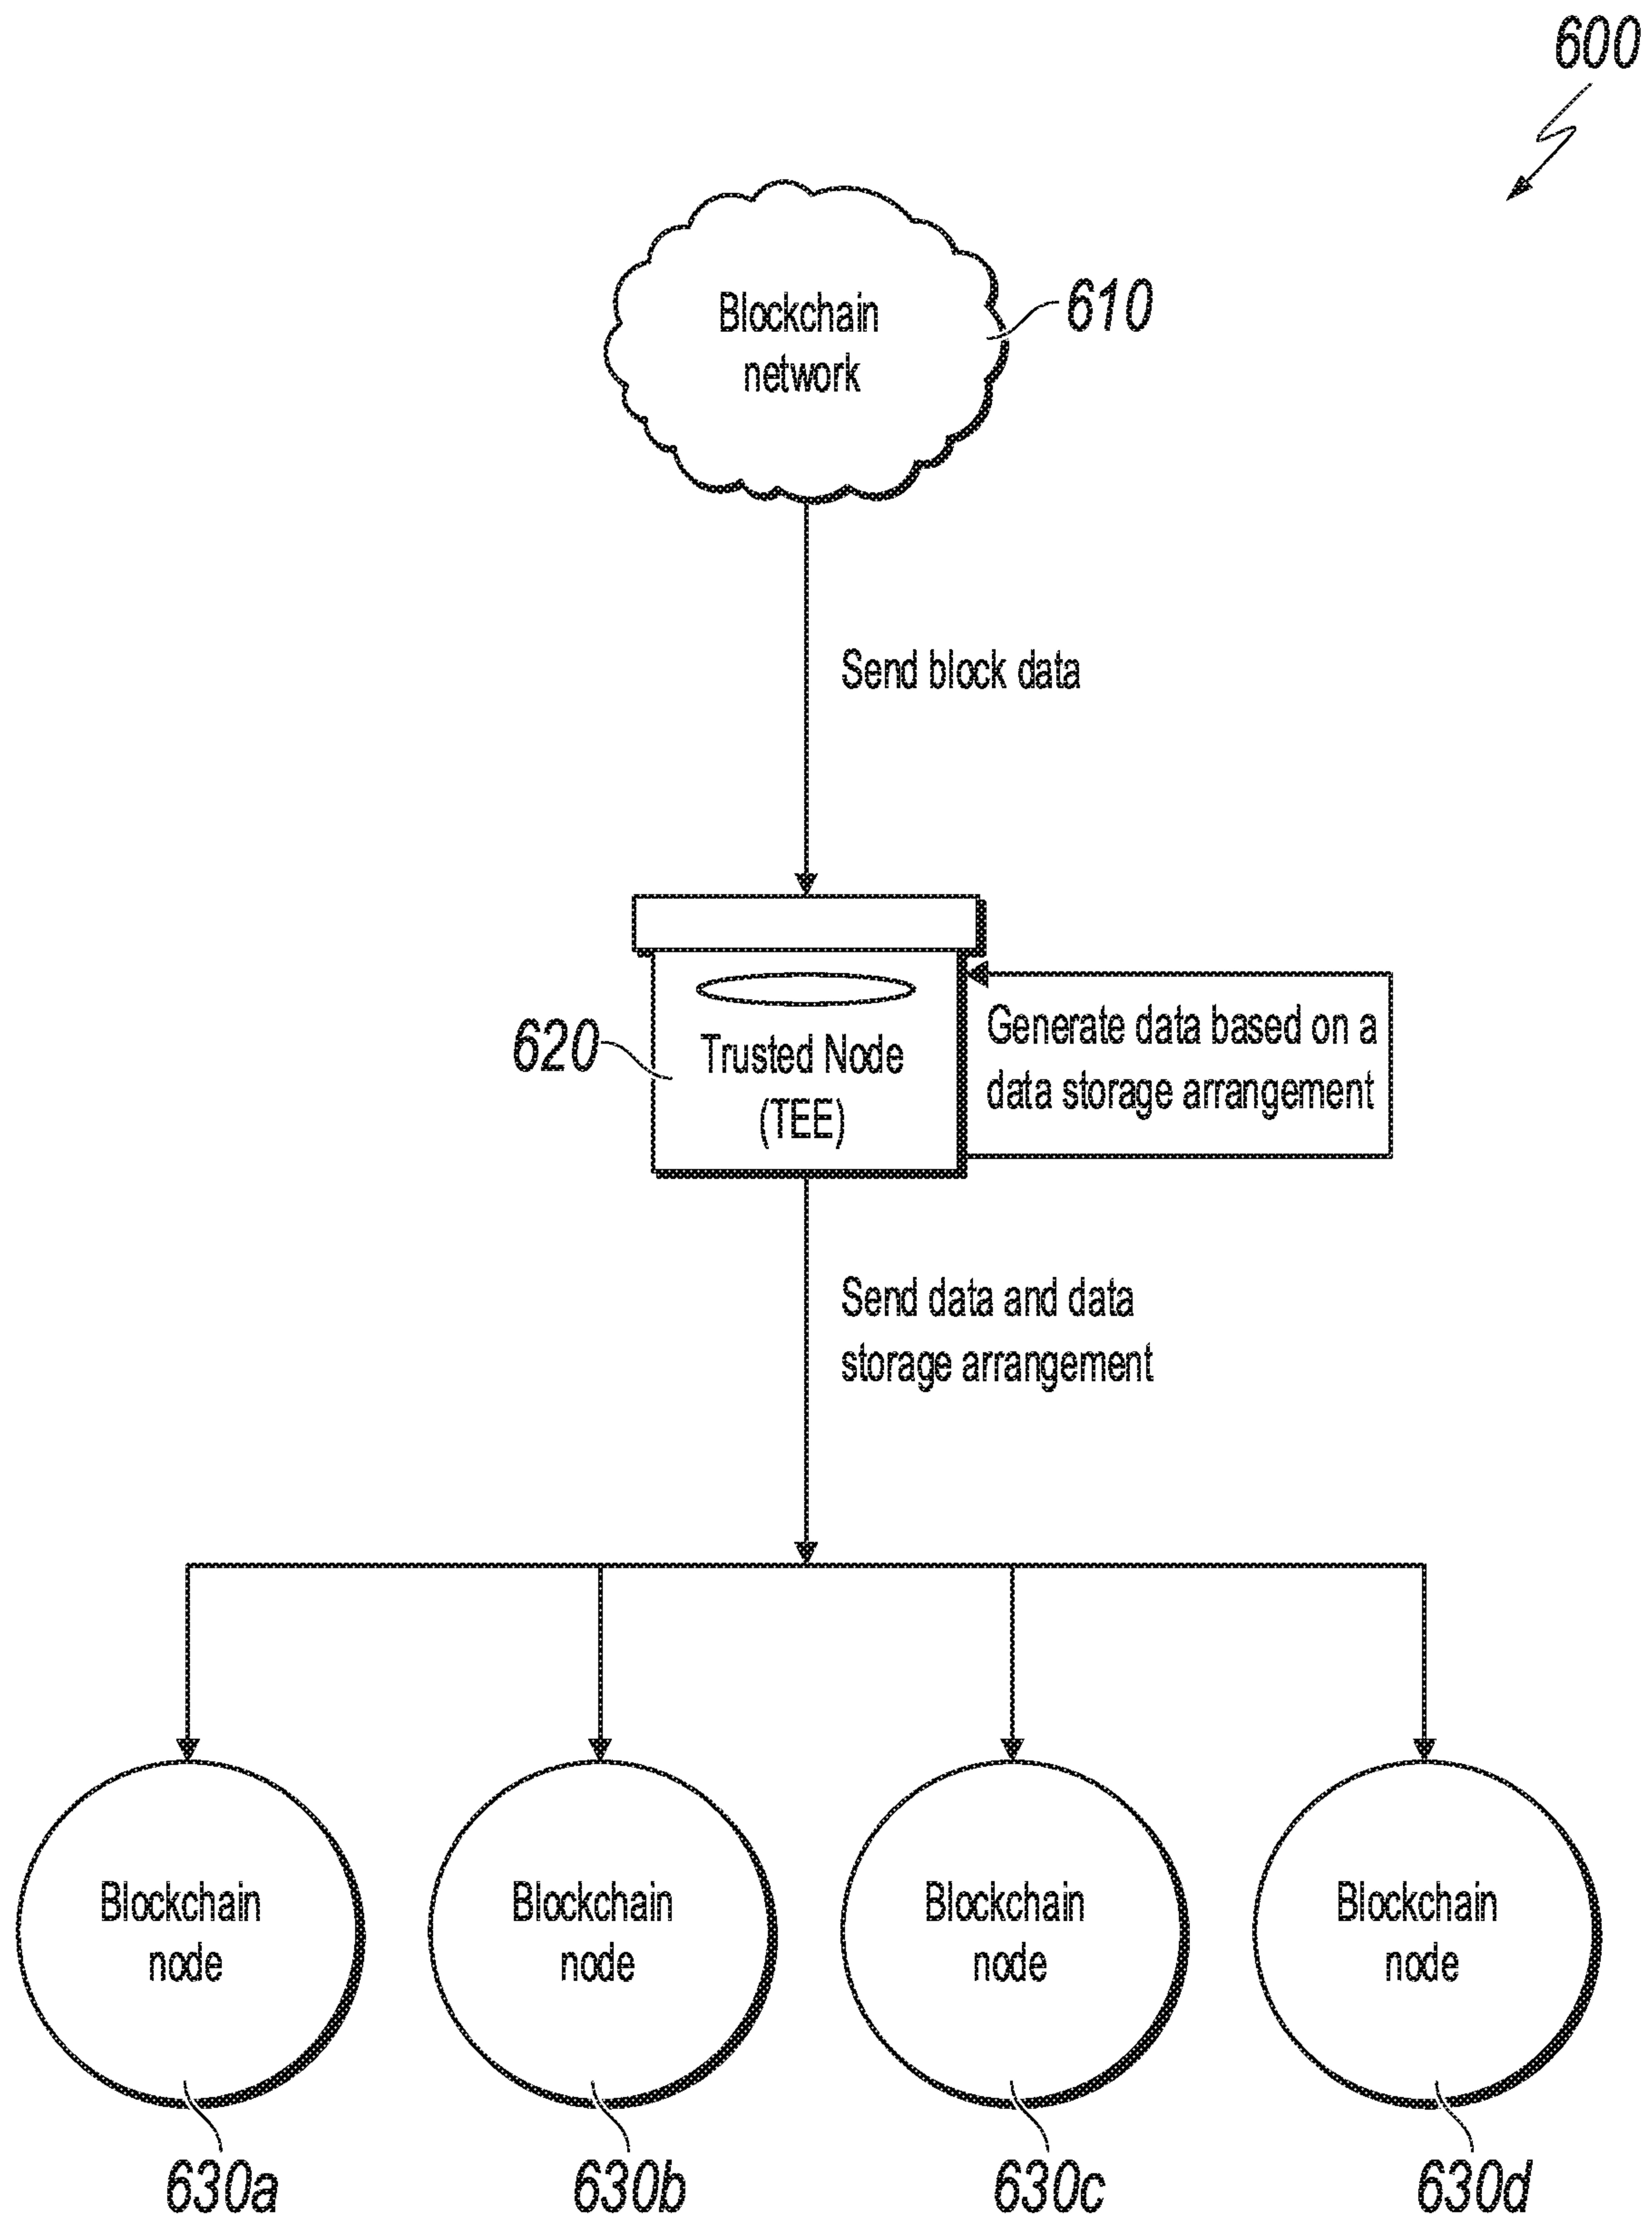 600
Blockchain
network
610
Send block data
620
Trusted Node
(TEE)
Generate data based on a
data storage arrangement
Send data and data
storage arrangement
Blockchain
node
Blockchain
node
Blockchain
node
Blockchain
node
630a
630b
630c
630d